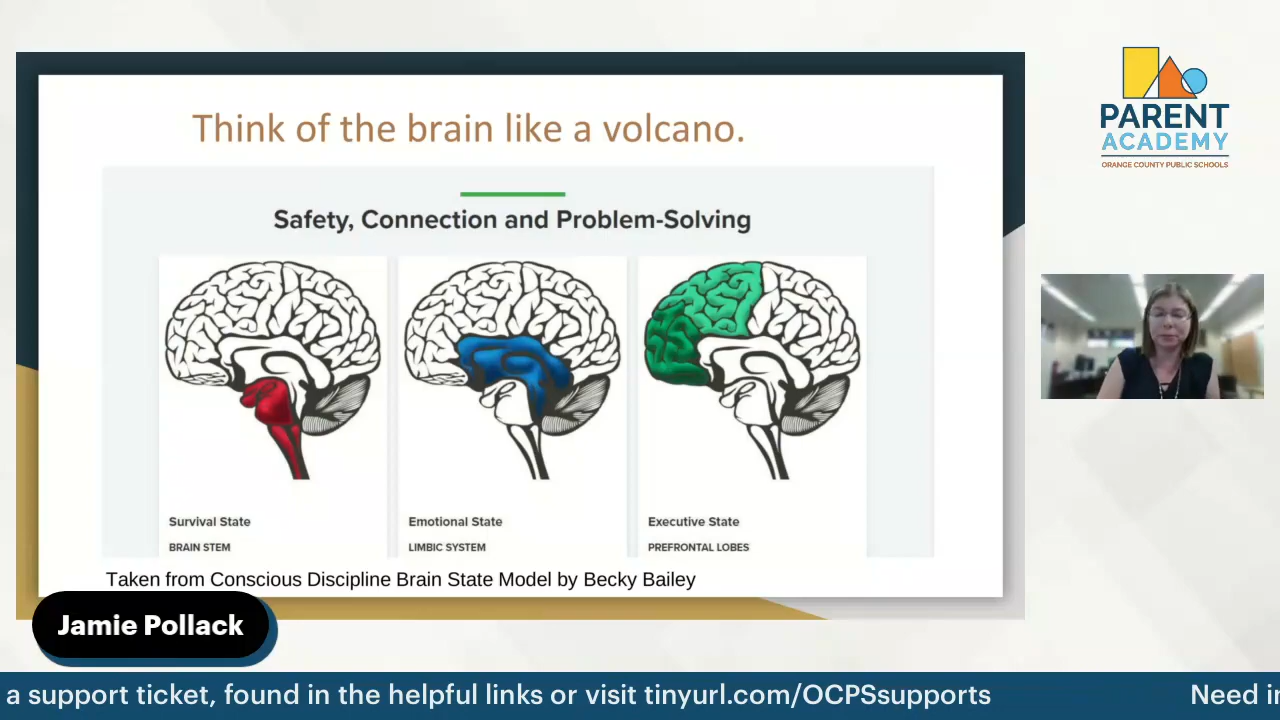 Think of the brain like a volcano.
Safety, Connection and Problem-Solving
Survival State
BRAIN STEM
Emotional State
LIMBIC SYSTEM
Executive State
PREFRONTAL LOBES
Taken from Conscious Discipline Brain State Model by Becky Bailey
PARENT
ACADEMY
ORANGE COUNTY PUBLIC SCHOOLS
Jamie Pollack
a support ticket, found in the helpful links or visit tinyurl.com/OCPSsupports
Need